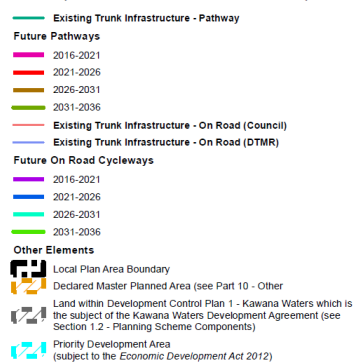 Existing Trunk Infrastructure - Pathway
Future Pathways
2016-2021
2021-2026
2026-2031
2031-2036
Existing Trunk Infrastructure - On Road (Council)
Existing Trunk Infrastructure - On Road (DTMR)
Future On Road Cycleways
2016-2021
2021-2026
2026-2031
2031-2036
Other Elements
Local Plan Area Boundary
Declared Master Planned Area (see Part 10 - Other
Land within Development Control Plan 1 - Kawana Waters which is
the subject of the Kawana Waters Development Agreement (see
Section 1.2 - Planning Scheme Components)
Priority Development Area
(subject to the Economic Development Act 2012)